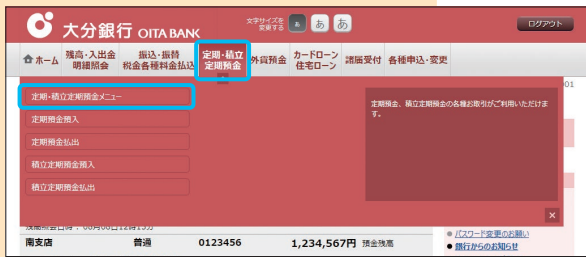 大分銀行 OITA BANK
文字サイズを
変更する
あ あ あ
ログアウト
ホーム
残高・入出金
明細照会
振込・振替
税金各種料金払込
定期・積立
定期預金
外貨預金
カードローン
住宅ローン
諸届受付
各種申込・変更
定期・積立定期預金メニュー
定期預金預入
定期預金払出
積立定期預金預入
積立定期預金払出
定期預金、積立定期預金の各種お取引がご利用いただけま
す。
001
×
南支店 普通 0123456 1,234,567円 預金残高
パスワード変更のお願い
銀行からのお知らせ